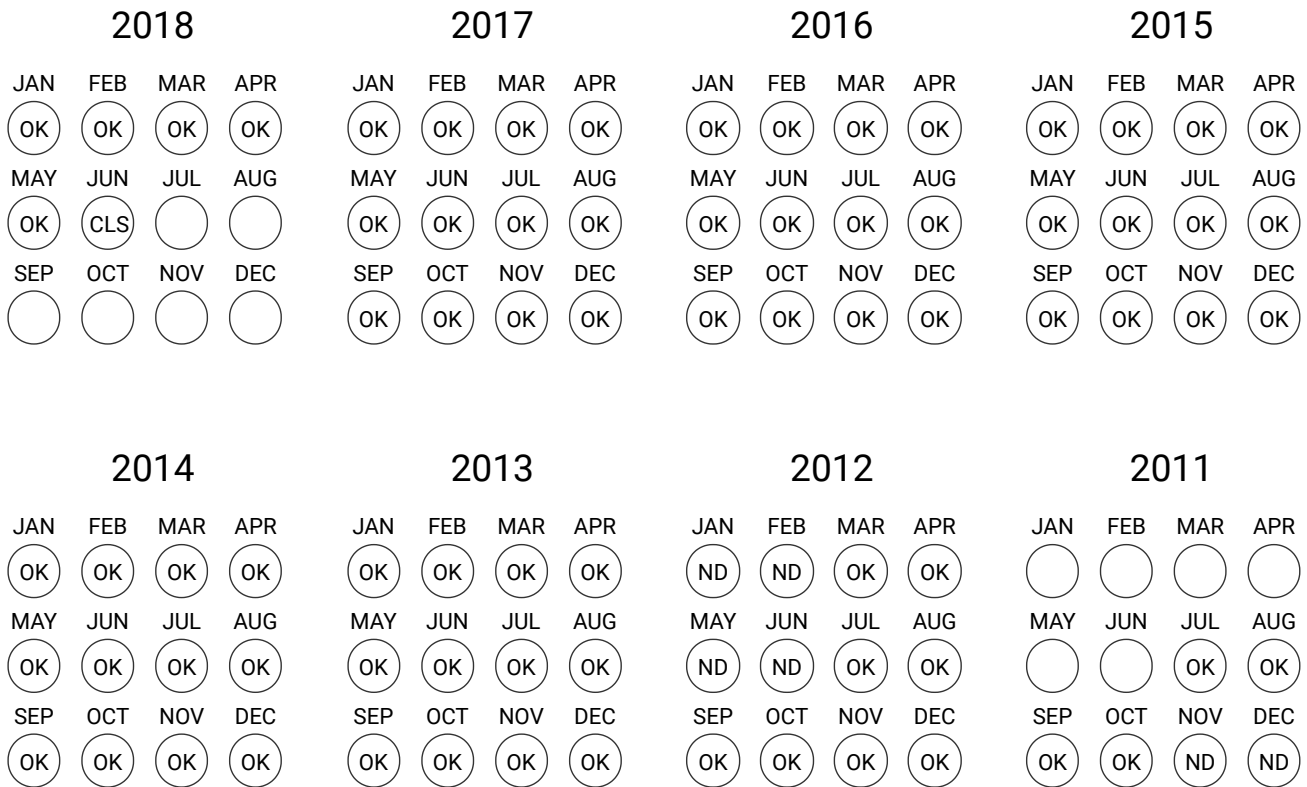 2018 2017 2016 2015
JAN FEB MAR APR JAN FEB MAR APR JAN FEB MAR APR JAN FEB MAR APR
OK OK OK OK OK OK OK OK OK OK OK OK OK OK OK OK
MAY JUN JUL AUG MAY JUN JUL AUG MAY JUN JUL AUG MAY JUN JUL AUG
OK CLS OK OK OK OK OK OK OK OK OK OK OK OK
SEP OCT NOV DEC SEP OCT NOV DEC SEP OCT NOV DEC SEP OCT NOV DEC
OK OK OK OK OK OK OK OK OK OK OK OK
2014 2013 2012 2011
JAN FEB MAR APR JAN FEB MAR APR JAN FEB MAR APR JAN FEB MAR APR
OK OK OK OK OK OK OK OK ND ND OK OK
MAY JUN JUL AUG MAY JUN JUL AUG MAY JUN JUL AUG MAY JUN JUL AUG
OK OK OK OK OK OK OK OK ND ND OK OK OK OK
SEP OCT NOV DEC SEP OCT NOV DEC SEP OCT NOV DEC SEP OCT NOV DEC
OK OK OK OK OK OK OK OK OK OK OK OK OK OK ND ND